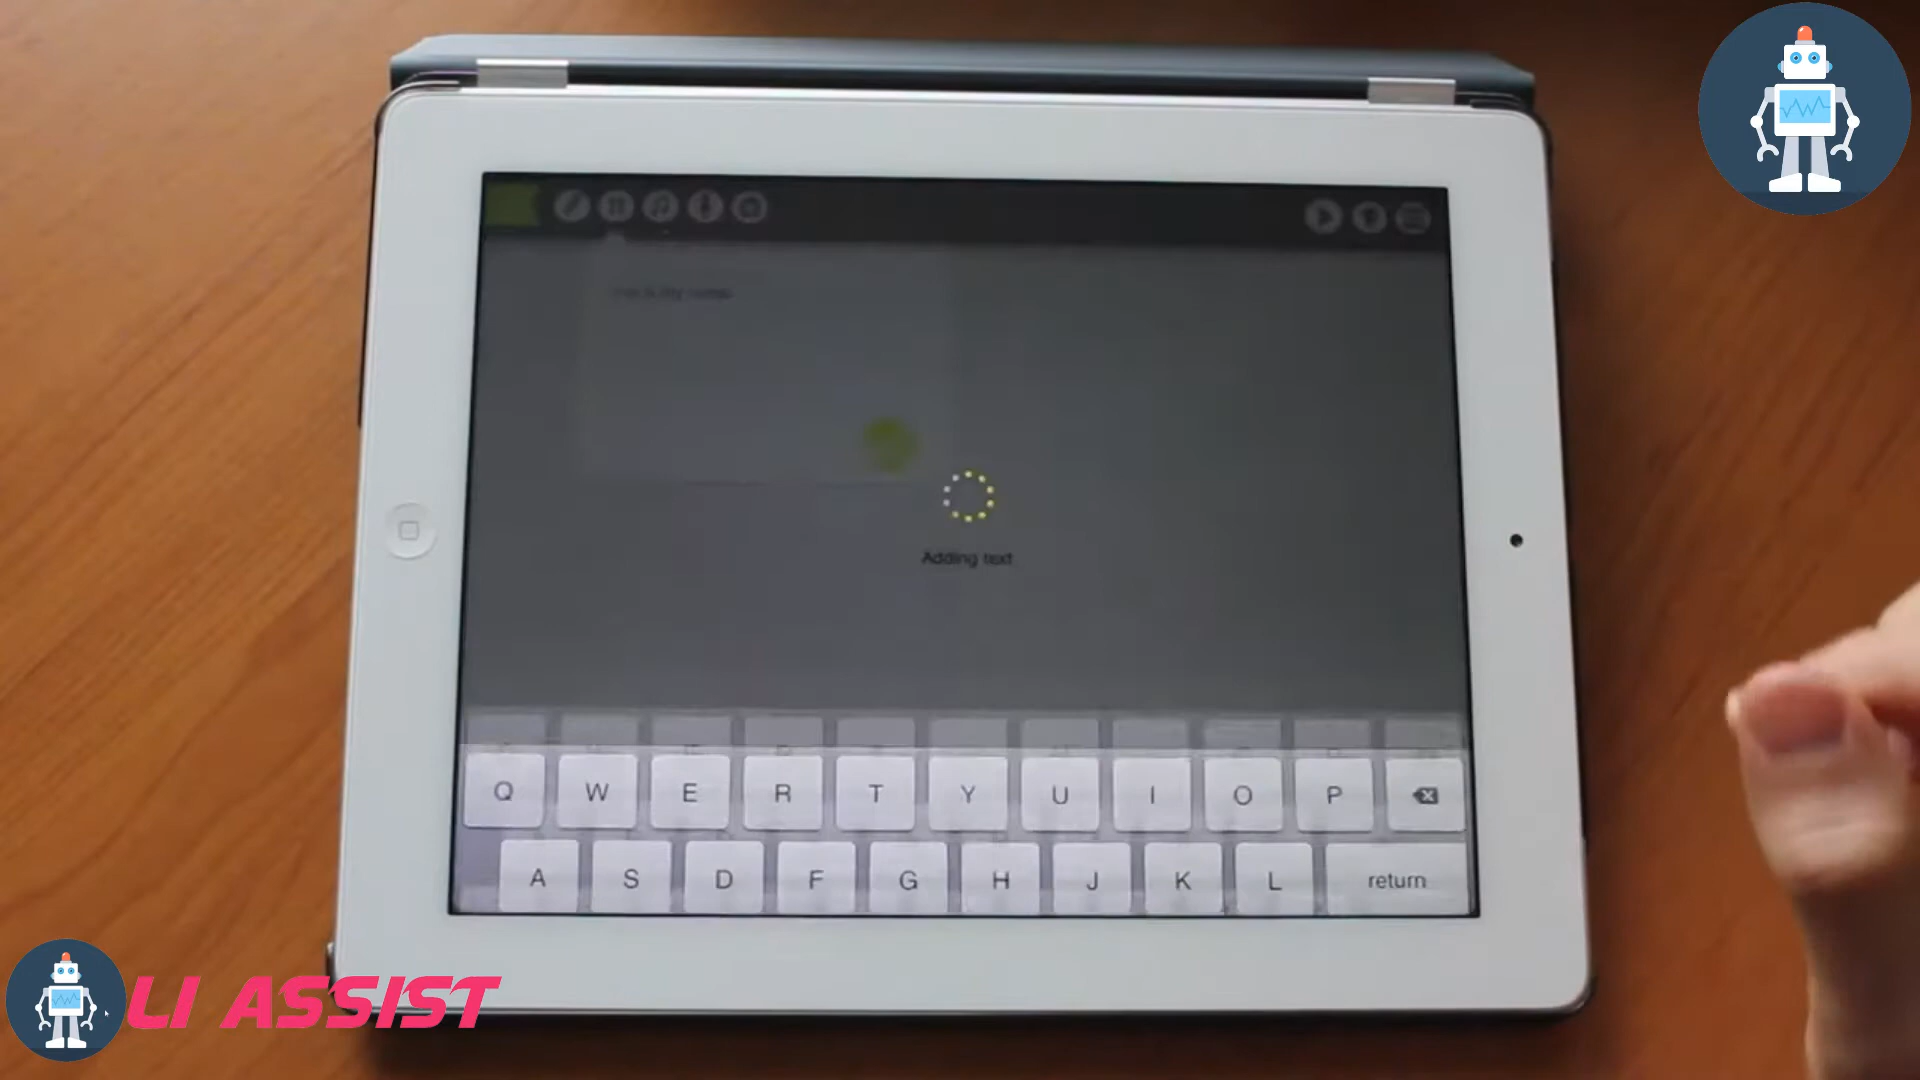 Adding text
Q W E R T Y U I O P
A S D F G H J K L return
LI ASSIST